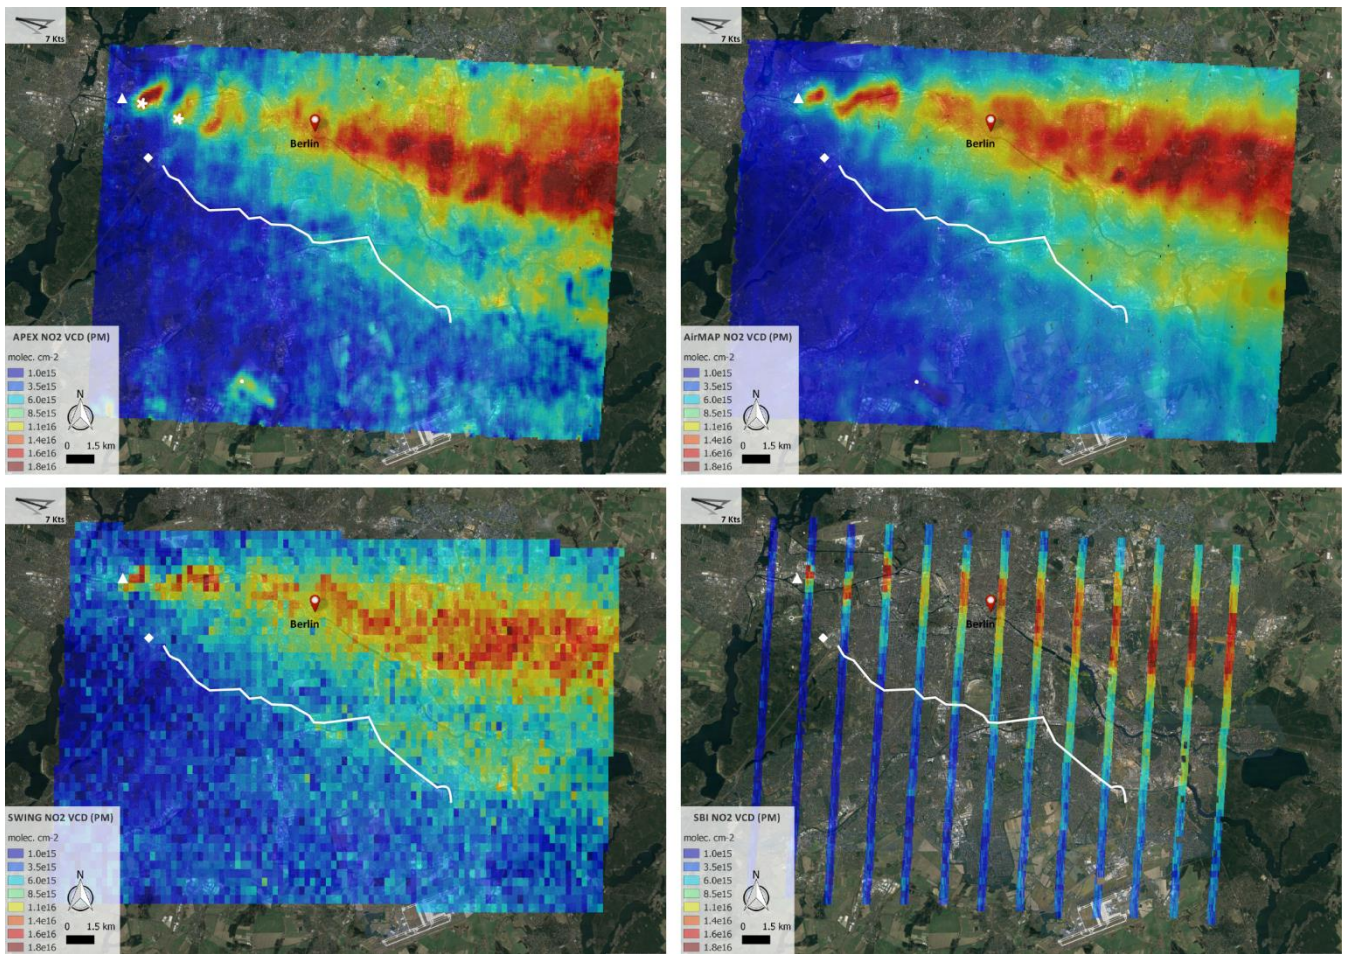 7 Kts
Berlin
APEX NO2 VCD (PM)
molec. cm-2
1.0e15
3.5e15
6.0e15
8.5e15
1.1e16
1.4e16
1.6e16
1.8e16
N
0 1.5 km
7 Kts
Berlin
AirMAP NO2 VCD (PM)
molec. cm-2
1.0e15
3.5e15
6.0e15
8.5e15
1.1e16
1.4e16
1.6e16
1.8e16
N
0 1.5 km
7 Kts
Berlin
SWING NO2 VCD (PM)
molec. cm-2
1.0e15
3.5e15
6.0e15
8.5e15
1.1e16
1.4e16
1.6e16
1.8e16
N
0 1.5 km
7 Kts
Berlin
SBI NO2 VCD (PM)
molec. cm-2
1.0e15
3.5e15
6.0e15
8.5e15
1.1e16
1.4e16
1.6e16
1.8e16
N
0 1.5 km